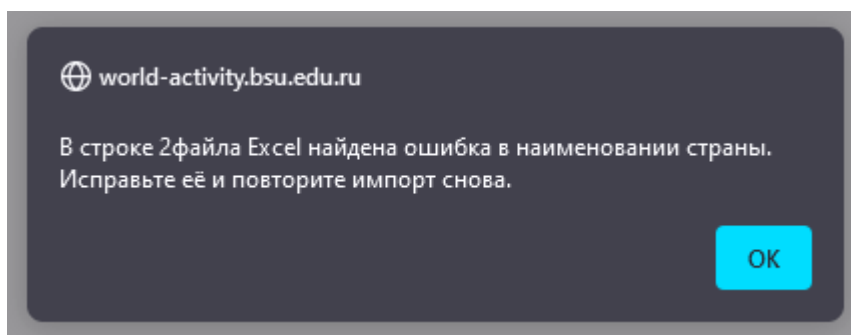 world-activity.bsu.edu.ru
В строке 2файла Excel найдена ошибка в наименовании страны.
Исправьте её и повторите импорт снова.
OK